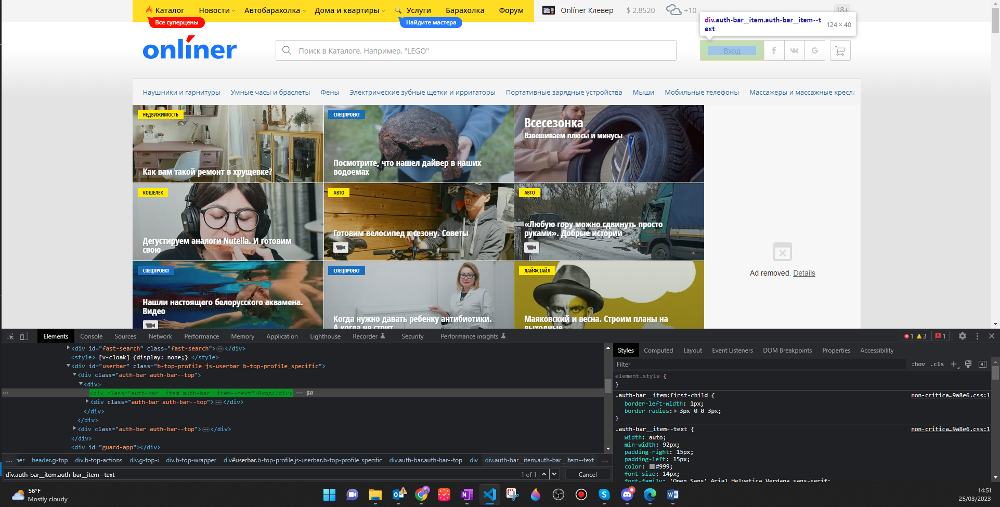 Каталог Новости Автобарахолка Дома и квартиры Услуги Барахолка Форум Onliner Клевер $ 2,8520 +10 18+
Все суперцены
Найдите мастера
div.auth-bar__item.auth-bar__item--t
ext
124 × 40
onlíner
Поиск в Каталоге. Например, "LEGO"
Вход
Наушники и гарнитуры Умные часы и браслеты Фены Электрические зубные щетки и ирригаторы Портативные зарядные устройства Мыши Мобильные телефоны Массажеры и массажные кресла
НЕДВИЖИМОСТЬ
Как вам такой ремонт в хрущевке?
СПЕЦПРОЕКТ
Посмотрите, что нашел дайвер в наших
водоемах
Всесезонка
Взвешиваем плюсы и минусы
КОШЕЛЕК
Дегустируем аналоги Nutella. И готовим
свою
АВТО
Готовим велосипед к сезону. Советы
АВТО
«Любую гору можно сдвинуть просто
руками». Добрые истории
СПЕЦПРОЕКТ
Нашли настоящего белорусского аквамена.
Видео
СПЕЦПРОЕКТ
Когда нужно давать ребенку антибиотики.
А когда не стоит
ЛАЙФСТАЙЛ
Маяковский и весна. Строим планы на
выходные
Ad removed. Details
Elements Console Sources Network Performance Memory Application Lighthouse Recorder Security Performance insights 1 3 1
<div id="fast-search" class="fast-search">…</div>
<style> [v-cloak] {display: none;} </style>
<div id="userbar" class="b-top-profile js-userbar b-top-profile_specific">
<div class="auth-bar auth-bar--top">
<div>
… <div class="auth-bar__item auth-bar__item--text">Вход</div> == $0
<div class="auth-bar auth-bar--top">…</div>
</div>
</div>
<div class="auth-bar auth-bar--top">…</div>
</div>
<div id="guard-app"></div>
… per header.g-top div.b-top-actions div.g-top-i div.b-top-wrapper div#userbar.b-top-profile.js-userbar.b-top-profile_specific div.auth-bar.auth-bar--top div div.auth-bar__item.auth-bar__item--text …
div.auth-bar__item.auth-bar__item--text 1 of 1 Cancel
Styles Computed Layout Event Listeners DOM Breakpoints Properties Accessibility
Filter :hov .cls
element.style {
}
.auth-bar__item:first-child { non-critica…9a8e6.css:1
border-left-width: 1px;
border-radius: 3px 0 0 3px;
}
.auth-bar__item--text { non-critica…9a8e6.css:1
width: auto;
min-width: 92px;
padding-right: 15px;
padding-left: 15px;
color: #999;
font-size: 14px;
font-family: 'Open Sans',Arial,Helvetica,Verdana,sans-serif;
56°F
Mostly cloudy
14:51
25/03/2023